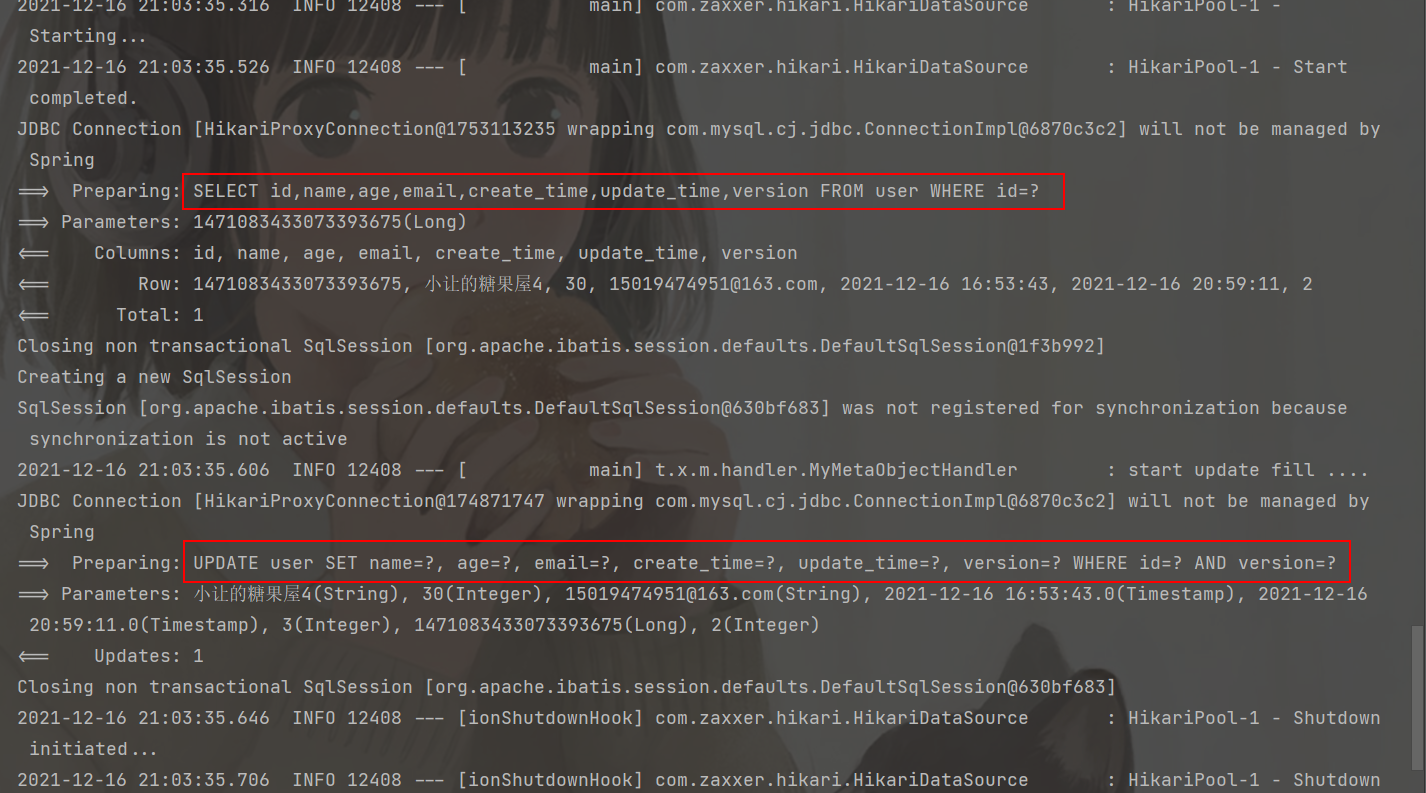 2021-12-16 21:03:35.316  INFO 12408 --- [           main] com.zaxxer.hikari.HikariDataSource       : HikariPool-1 -
Starting...
2021-12-16 21:03:35.526  INFO 12408 --- [           main] com.zaxxer.hikari.HikariDataSource       : HikariPool-1 - Start
completed.
JDBC Connection [HikariProxyConnection@1753113235 wrapping com.mysql.cj.jdbc.ConnectionImpl@6870c3c2] will not be managed by
Spring
==>  Preparing: SELECT id,name,age,email,create_time,update_time,version FROM user WHERE id=?
==> Parameters: 1471083433073393675(Long)
<==    Columns: id, name, age, email, create_time, update_time, version
<==        Row: 1471083433073393675, 小让的糖果屋4, 30, 15019474951@163.com, 2021-12-16 16:53:43, 2021-12-16 20:59:11, 2
<==      Total: 1
Closing non transactional SqlSession [org.apache.ibatis.session.defaults.DefaultSqlSession@1f3b992]
Creating a new SqlSession
SqlSession [org.apache.ibatis.session.defaults.DefaultSqlSession@630bf683] was not registered for synchronization because
synchronization is not active
2021-12-16 21:03:35.606  INFO 12408 --- [           main] t.x.m.handler.MyMetaObjectHandler        : start update fill ....
JDBC Connection [HikariProxyConnection@174871747 wrapping com.mysql.cj.jdbc.ConnectionImpl@6870c3c2] will not be managed by
Spring
==>  Preparing: UPDATE user SET name=?, age=?, email=?, create_time=?, update_time=?, version=? WHERE id=? AND version=?
==> Parameters: 小让的糖果屋4(String), 30(Integer), 15019474951@163.com(String), 2021-12-16 16:53:43.0(Timestamp), 2021-12-16
20:59:11.0(Timestamp), 3(Integer), 1471083433073393675(Long), 2(Integer)
<==    Updates: 1
Closing non transactional SqlSession [org.apache.ibatis.session.defaults.DefaultSqlSession@630bf683]
2021-12-16 21:03:35.646  INFO 12408 --- [ionShutdownHook] com.zaxxer.hikari.HikariDataSource       : HikariPool-1 - Shutdown
initiated...
2021-12-16 21:03:35.706  INFO 12408 --- [ionShutdownHook] com.zaxxer.hikari.HikariDataSource       : HikariPool-1 - Shutdown